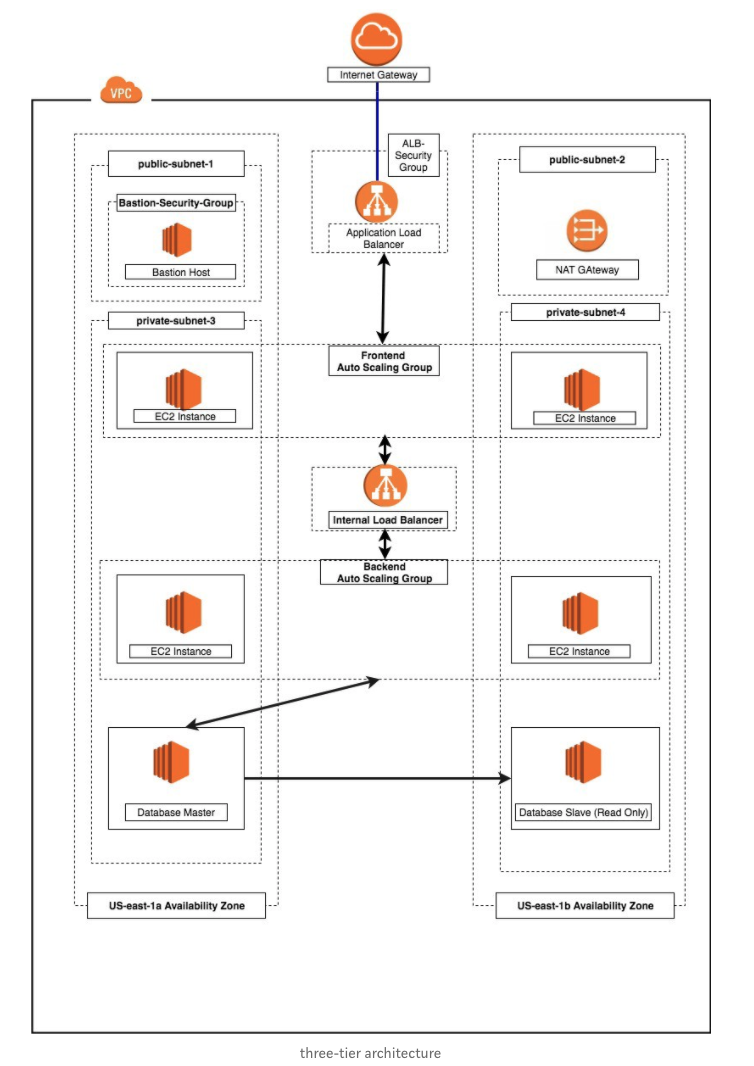 Internet Gateway
VPC
ALB-
Security
Group
public-subnet-1
public-subnet-2
Bastion-Security-Group
Bastion Host
Application Load
Balancer
NAT GAteway
private-subnet-3
private-subnet-4
Frontend
Auto Scaling Group
EC2 Instance
EC2 Instance
Internal Load Balancer
Backend
Auto Scaling Group
EC2 Instance
EC2 Instance
Database Master
Database Slave (Read Only)
US-east-1a Availability Zone
US-east-1b Availability Zone
three-tier architecture